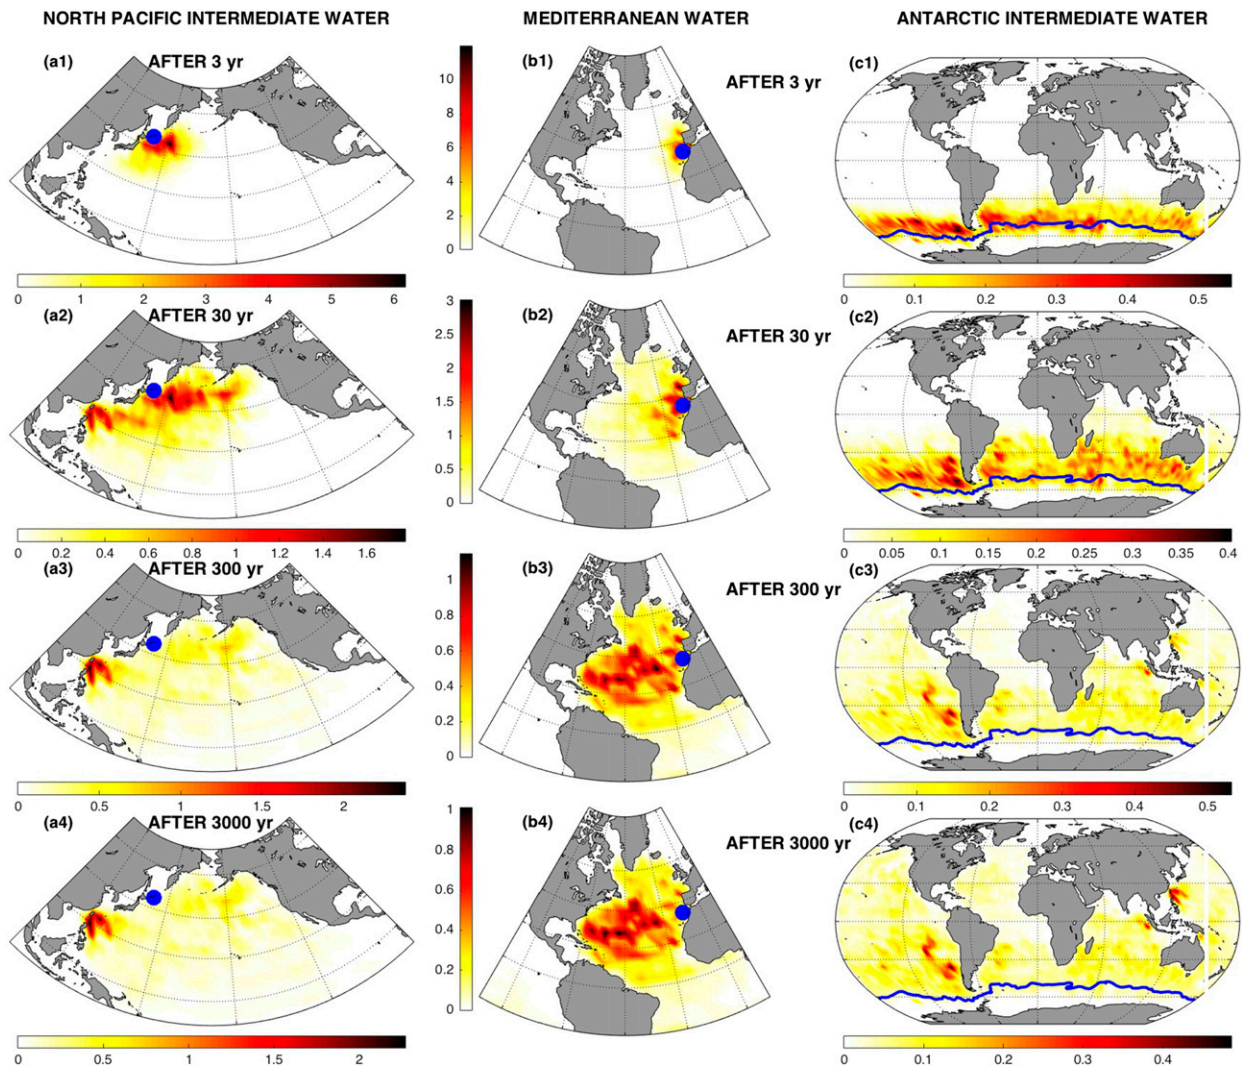 NORTH PACIFIC INTERMEDIATE WATER
MEDITERRANEAN WATER
ANTARCTIC INTERMEDIATE WATER
(a1)
AFTER 3 yr
0 1 2 3 4 5 6
10
8
6
4
2
0
(b1)
AFTER 3 yr
(c1)
0 0.1 0.2 0.3 0.4 0.5
(a2)
AFTER 30 yr
0 0.2 0.4 0.6 0.8 1 1.2 1.4 1.6
3
2.5
2
1.5
1
0.5
0
(b2)
AFTER 30 yr
(c2)
0 0.05 0.1 0.15 0.2 0.25 0.3 0.35 0.4
(a3)
AFTER 300 yr
0 0.5 1 1.5 2
1
0.8
0.6
0.4
0.2
0
(b3)
AFTER 300 yr
(c3)
0 0.1 0.2 0.3 0.4 0.5
(a4)
AFTER 3000 yr
0 0.5 1 1.5 2
1
0.8
0.6
0.4
0.2
0
(b4)
AFTER 3000 yr
(c4)
0 0.1 0.2 0.3 0.4